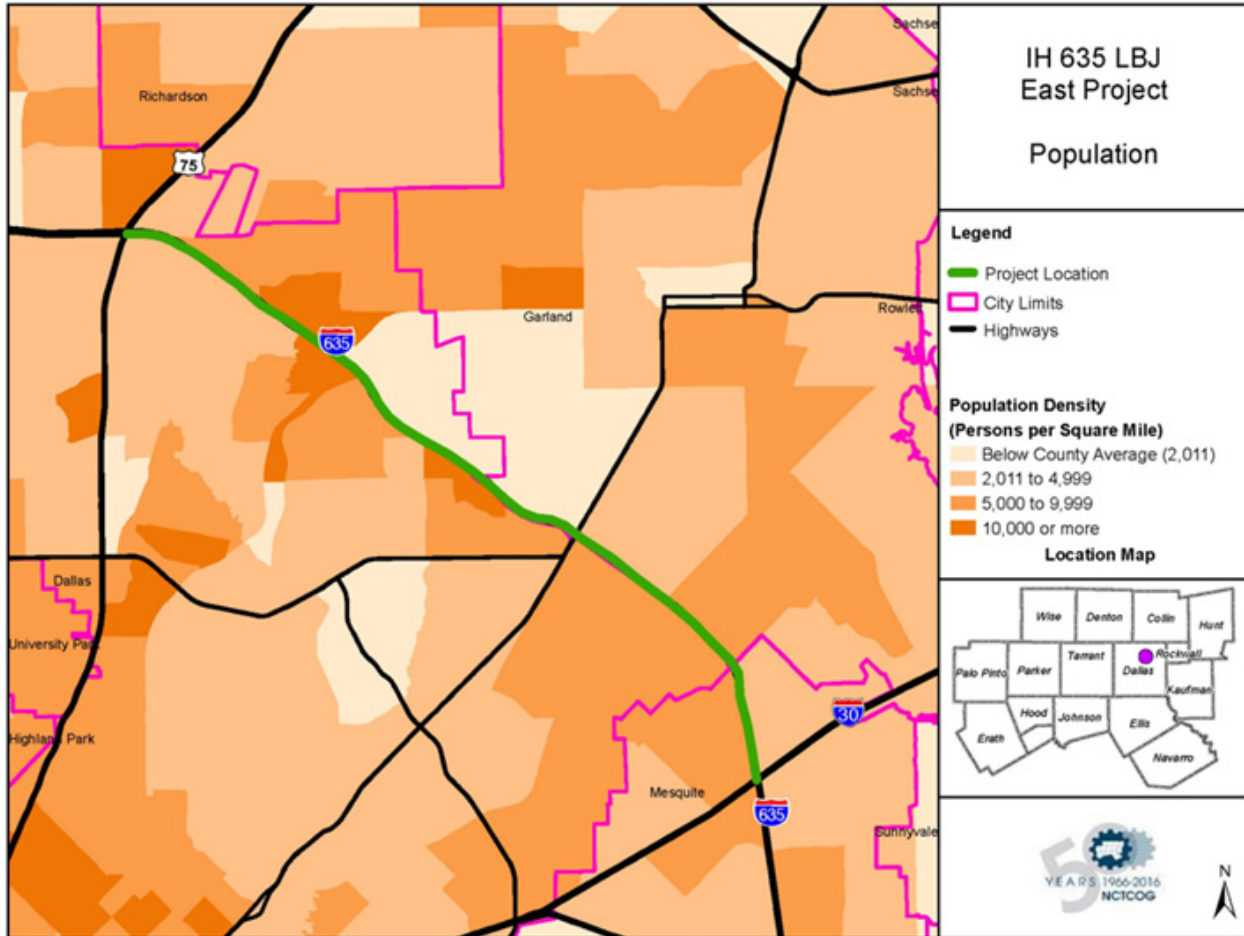 Sachse
Richardson
Sachse
75
635
Garland
Rowlett
Dallas
University Park
Highland Park
30
Mesquite
635
Sunnyvale
IH 635 LBJ
East Project
Population
Legend
Project Location
City Limits
Highways
Population Density
(Persons per Square Mile)
Below County Average (2,011)
2,011 to 4,999
5,000 to 9,999
10,000 or more
Location Map
Wise
Denton
Collin
Hunt
Palo Pinto
Parker
Tarrant
Dallas
Rockwall
Kaufman
Hood
Johnson
Ellis
Erath
Navarro
50
YEARS 1966-2016
NCTCOG
N